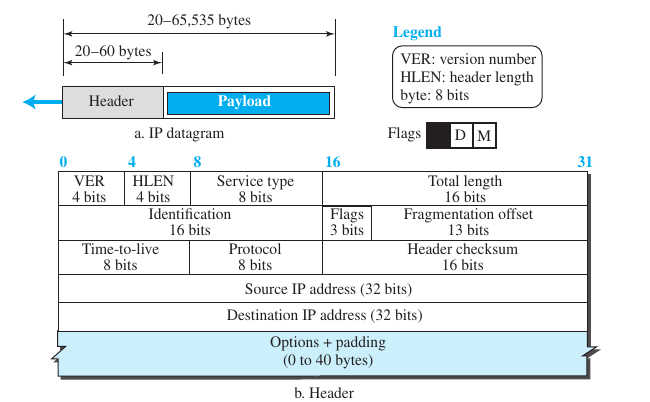 20–65,535 bytes
20–60 bytes
Header
Payload
a. IP datagram
Legend
VER: version number
HLEN: header length
byte: 8 bits
Flags
D
M
0
4
8
16
31
VER
4 bits
HLEN
4 bits
Service type
8 bits
Total length
16 bits
Identification
16 bits
Flags
3 bits
Fragmentation offset
13 bits
Time-to-live
8 bits
Protocol
8 bits
Header checksum
16 bits
Source IP address (32 bits)
Destination IP address (32 bits)
Options + padding
(0 to 40 bytes)
b. Header